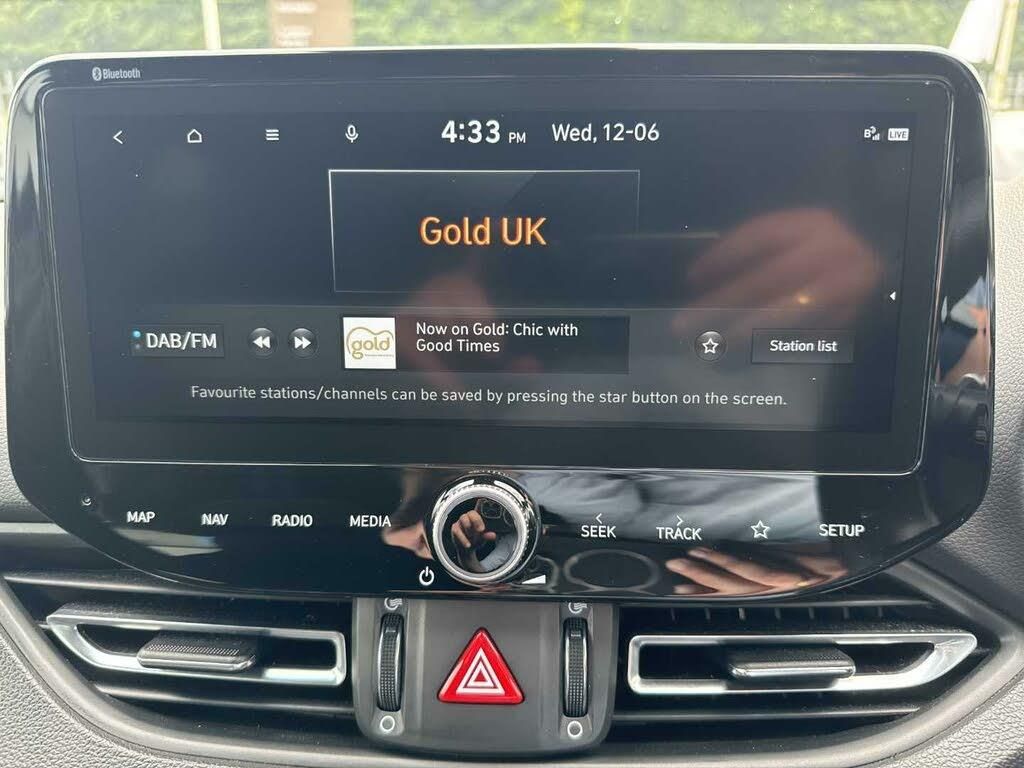 Bluetooth
4:33 PM Wed, 12-06
LIVE
Gold UK
DAB/FM
gold
Now on Gold: Chic with
Good Times
Station list
Favourite stations/channels can be saved by pressing the star button on the screen.
MAP
NAV
RADIO
MEDIA
SEEK
TRACK
SETUP